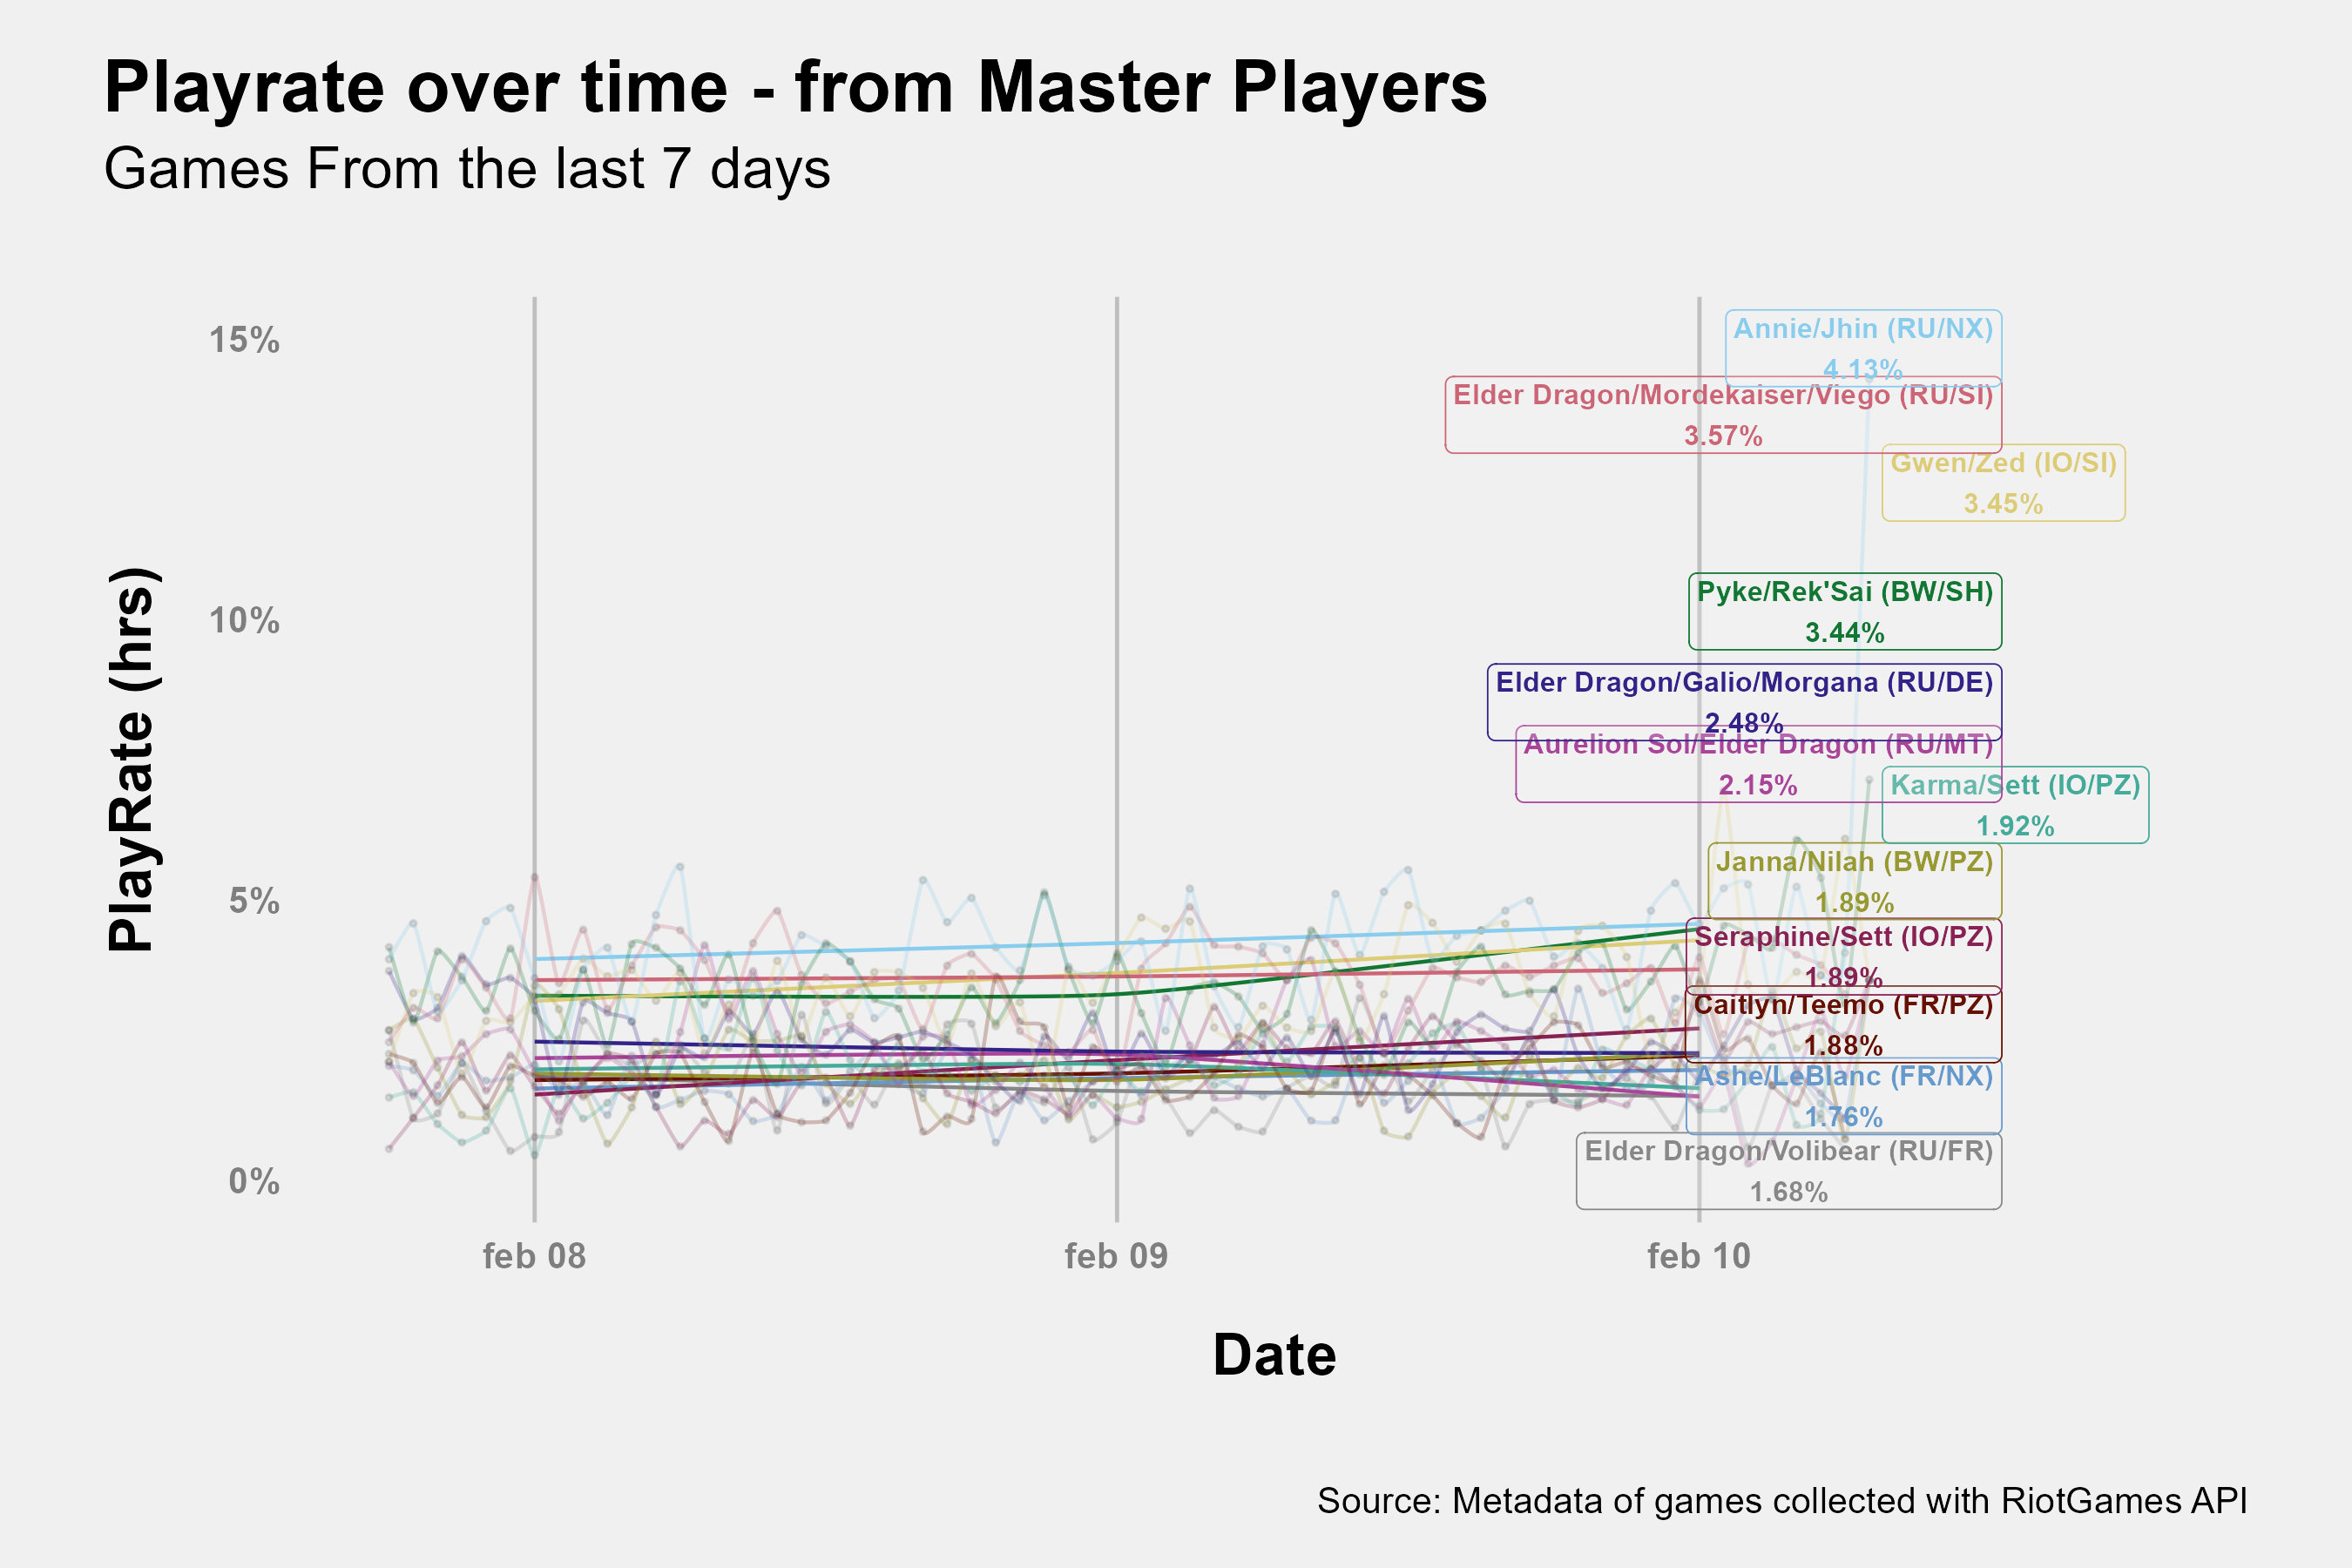 Playrate over time - from Master Players
Games From the last 7 days
PlayRate (hrs)
15%
10%
5%
0%
Annie/Jhin (RU/NX)
4.13%
Elder Dragon/Mordekaiser/Viego (RU/SI)
3.57%
Gwen/Zed (IO/SI)
3.45%
Pyke/Rek'Sai (BW/SH)
3.44%
Elder Dragon/Galio/Morgana (RU/DE)
2.48%
Aurelion Sol/Elder Dragon (RU/MT)
2.15%
Karma/Sett (IO/PZ)
1.92%
Janna/Nilah (BW/PZ)
1.89%
Seraphine/Sett (IO/PZ)
1.89%
Caitlyn/Teemo (FR/PZ)
1.88%
Ashe/LeBlanc (FR/NX)
1.76%
Elder Dragon/Volibear (RU/FR)
1.68%
feb 08
feb 09
feb 10
Date
Source: Metadata of games collected with RiotGames API